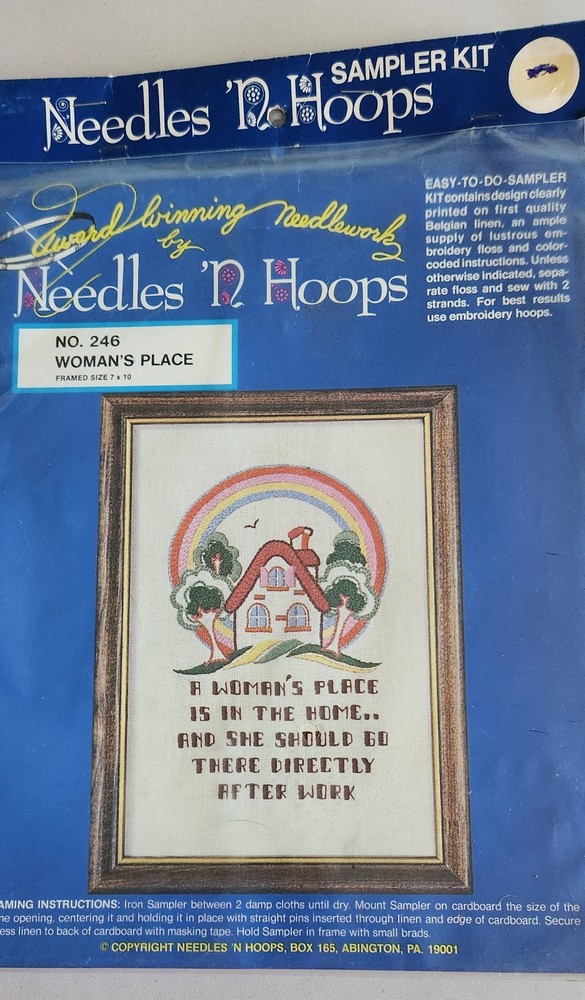 SAMPLER KIT
Needles 'N Hoops
Award Winning Needlework
by
Needles 'N Hoops
EASY-TO-DO-SAMPLER
KIT contains design clearly
printed on first quality
Belgian linen, an ample
supply of lustrous em-
broidery floss and color-
coded instructions. Unless
otherwise indicated, sepa-
rate floss and sew with 2
strands. For best results
use embroidery hoops.
NO. 246
WOMAN'S PLACE
FRAMED SIZE 7 x 10
A WOMAN'S PLACE
IS IN THE HOME..
AND SHE SHOULD GO
THERE DIRECTLY
AFTER WORK
AMING INSTRUCTIONS: Iron Sampler between 2 damp cloths until dry. Mount Sampler on cardboard the size of the
opening, centering it and holding it in place with straight pins inserted through linen and edge of cardboard. Secure
linen to back of cardboard with masking tape. Hold Sampler in frame with small brads.
© COPYRIGHT NEEDLES 'N HOOPS, BOX 165, ABINGTON, PA. 19001